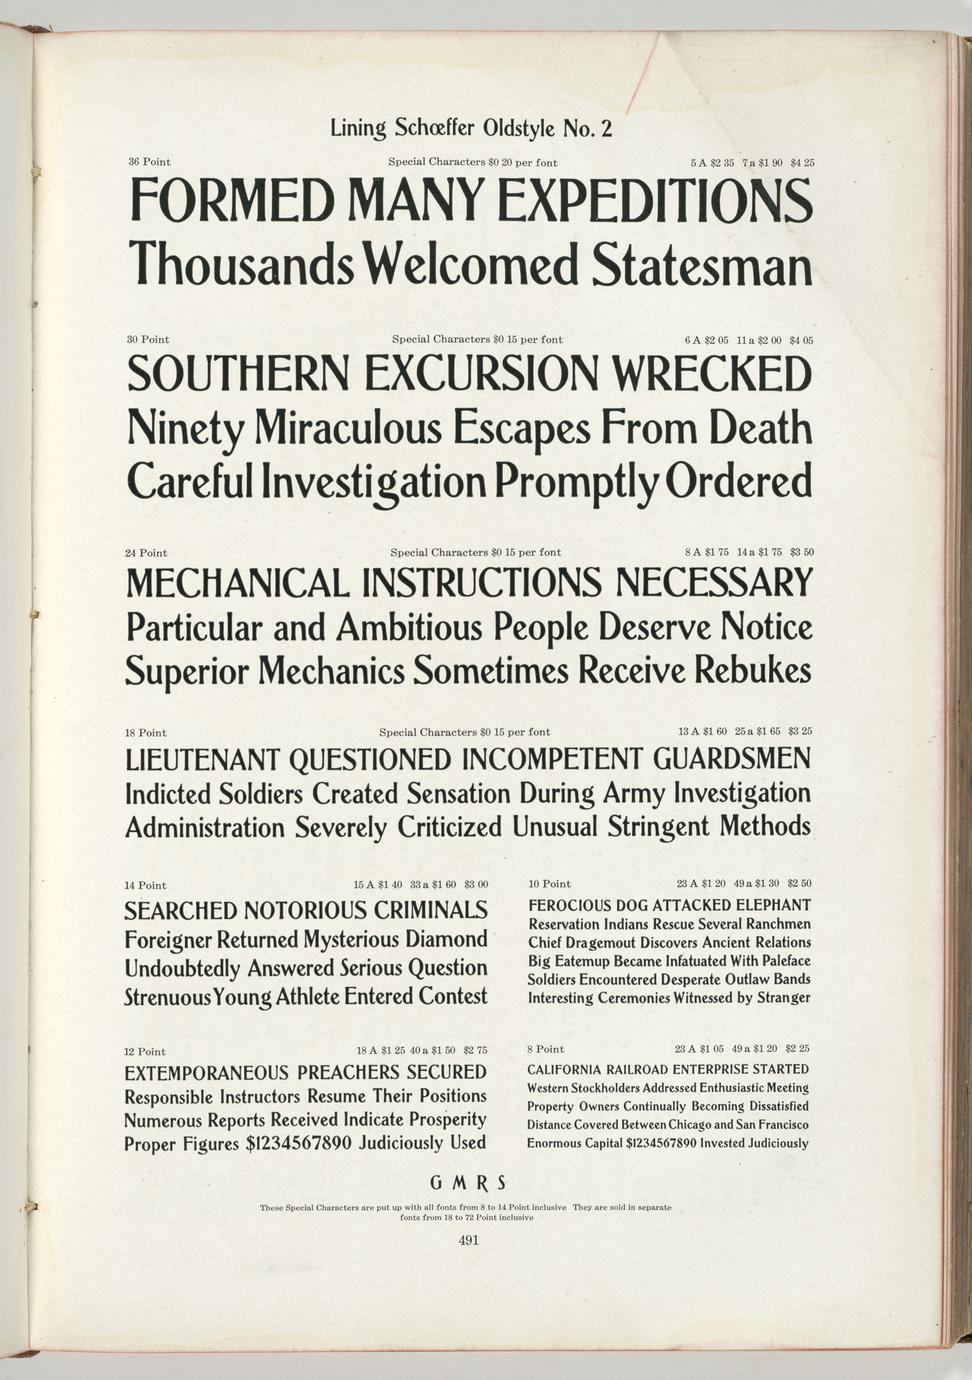 Lining Schœffer Oldstyle No. 2
36 Point Special Characters $0 20 per font 5 A $2 35 7 a $1 90 $4 25
FORMED MANY EXPEDITIONS
Thousands Welcomed Statesman
30 Point Special Characters $0 15 per font 6 A $2 05 11 a $2 00 $4 05
SOUTHERN EXCURSION WRECKED
Ninety Miraculous Escapes From Death
Careful Investigation Promptly Ordered
24 Point Special Characters $0 15 per font 8 A $1 75 14 a $1 75 $3 50
MECHANICAL INSTRUCTIONS NECESSARY
Particular and Ambitious People Deserve Notice
Superior Mechanics Sometimes Receive Rebukes
18 Point Special Characters $0 15 per font 13 A $1 60 25 a $1 65 $3 25
LIEUTENANT QUESTIONED INCOMPETENT GUARDSMEN
Indicted Soldiers Created Sensation During Army Investigation
Administration Severely Criticized Unusual Stringent Methods
14 Point 15 A $1 40 33 a $1 60 $3 00
SEARCHED NOTORIOUS CRIMINALS
Foreigner Returned Mysterious Diamond
Undoubtedly Answered Serious Question
Strenuous Young Athlete Entered Contest
10 Point 23 A $1 20 49 a $1 30 $2 50
FEROCIOUS DOG ATTACKED ELEPHANT
Reservation Indians Rescue Several Ranchmen
Chief Dragemout Discovers Ancient Relations
Big Eatemup Became Infatuated With Paleface
Soldiers Encountered Desperate Outlaw Bands
Interesting Ceremonies Witnessed by Stranger
12 Point 18 A $1 25 40 a $1 50 $2 75
EXTEMPORANEOUS PREACHERS SECURED
Responsible Instructors Resume Their Positions
Numerous Reports Received Indicate Prosperity
Proper Figures $1234567890 Judiciously Used
8 Point 23 A $1 05 49 a $1 20 $2 25
CALIFORNIA RAILROAD ENTERPRISE STARTED
Western Stockholders Addressed Enthusiastic Meeting
Property Owners Continually Becoming Dissatisfied
Distance Covered Between Chicago and San Francisco
Enormous Capital $1234567890 Invested Judiciously
G M R S
These Special Characters are put up with all fonts from 8 to 14 Point inclusive They are sold in separate
fonts from 18 to 72 Point inclusive
491